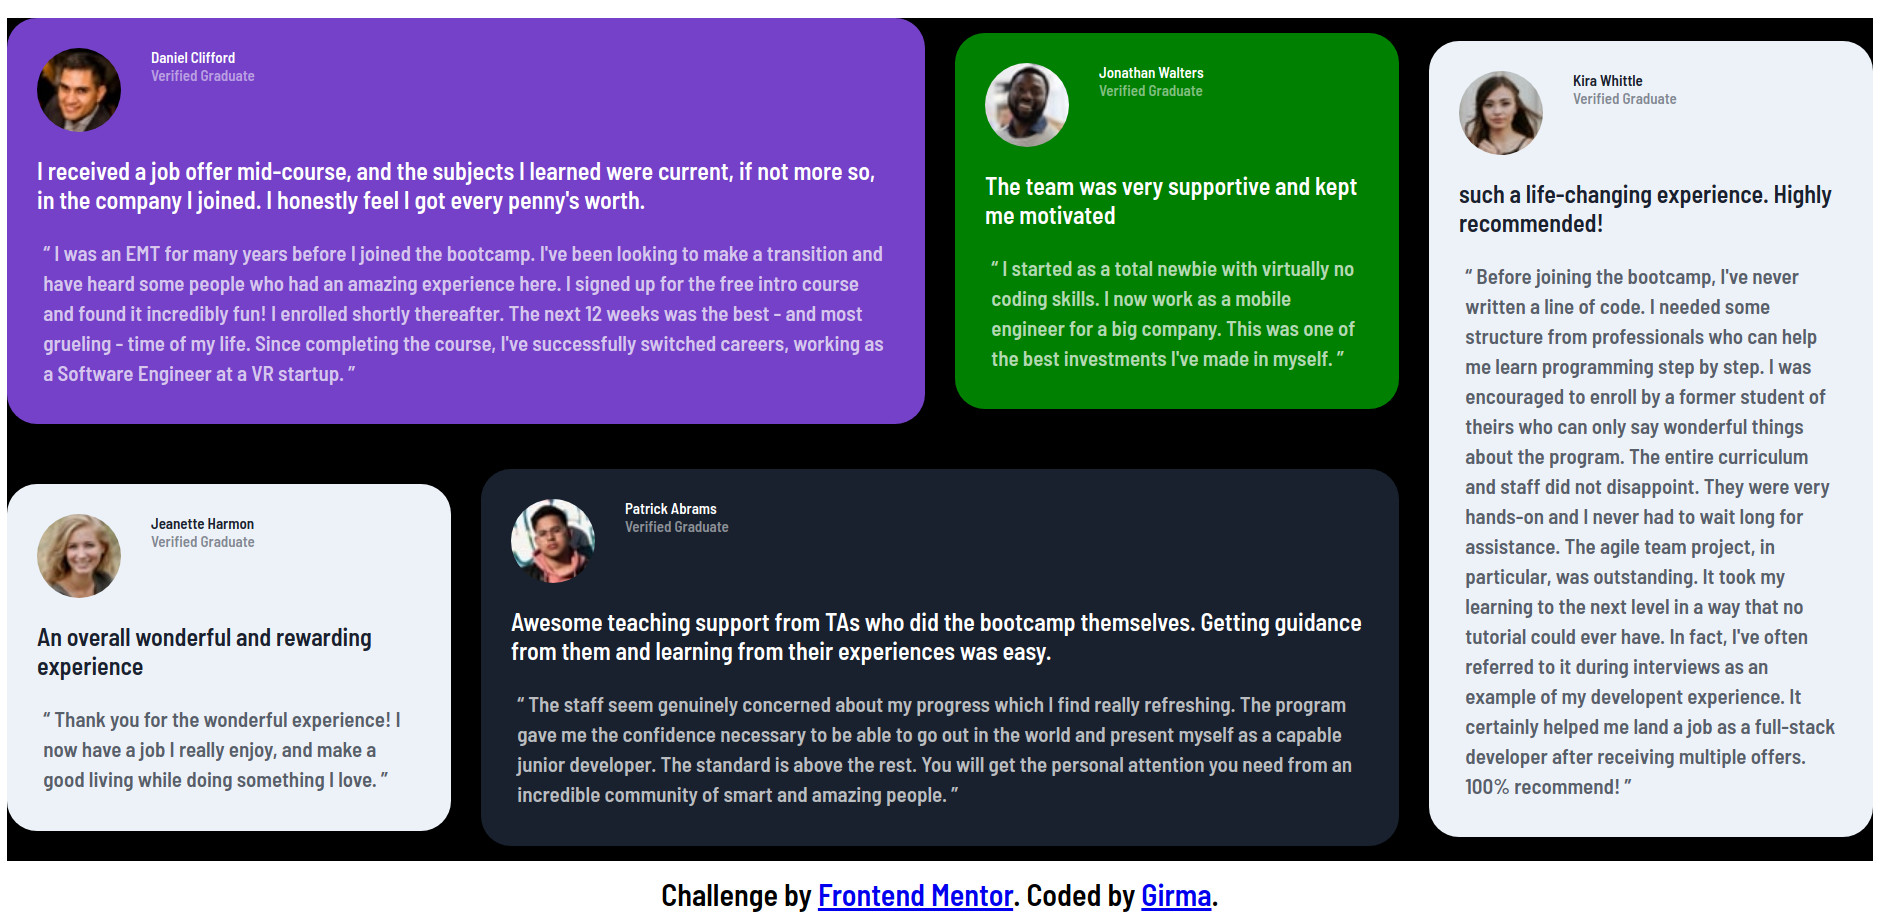 Daniel Clifford
Verified Graduate
I received a job offer mid-course, and the subjects I learned were current, if not more so,
in the company I joined. I honestly feel I got every penny's worth.
“ I was an EMT for many years before I joined the bootcamp. I've been looking to make a transition and
have heard some people who had an amazing experience here. I signed up for the free intro course
and found it incredibly fun! I enrolled shortly thereafter. The next 12 weeks was the best - and most
grueling - time of my life. Since completing the course, I've successfully switched careers, working as
a Software Engineer at a VR startup. ”
Jonathan Walters
Verified Graduate
The team was very supportive and kept
me motivated
“ I started as a total newbie with virtually no
coding skills. I now work as a mobile
engineer for a big company. This was one of
the best investments I've made in myself. ”
Kira Whittle
Verified Graduate
such a life-changing experience. Highly
recommended!
“ Before joining the bootcamp, I've never
written a line of code. I needed some
structure from professionals who can help
me learn programming step by step. I was
encouraged to enroll by a former student of
theirs who can only say wonderful things
about the program. The entire curriculum
and staff did not disappoint. They were very
hands-on and I never had to wait long for
assistance. The agile team project, in
particular, was outstanding. It took my
learning to the next level in a way that no
tutorial could ever have. In fact, I've often
referred to it during interviews as an
example of my developent experience. It
certainly helped me land a job as a full-stack
developer after receiving multiple offers.
100% recommend! ”
Jeanette Harmon
Verified Graduate
An overall wonderful and rewarding
experience
“ Thank you for the wonderful experience! I
now have a job I really enjoy, and make a
good living while doing something I love. ”
Patrick Abrams
Verified Graduate
Awesome teaching support from TAs who did the bootcamp themselves. Getting guidance
from them and learning from their experiences was easy.
“ The staff seem genuinely concerned about my progress which I find really refreshing. The program
gave me the confidence necessary to be able to go out in the world and present myself as a capable
junior developer. The standard is above the rest. You will get the personal attention you need from an
incredible community of smart and amazing people. ”
Challenge by Frontend Mentor. Coded by Girma.